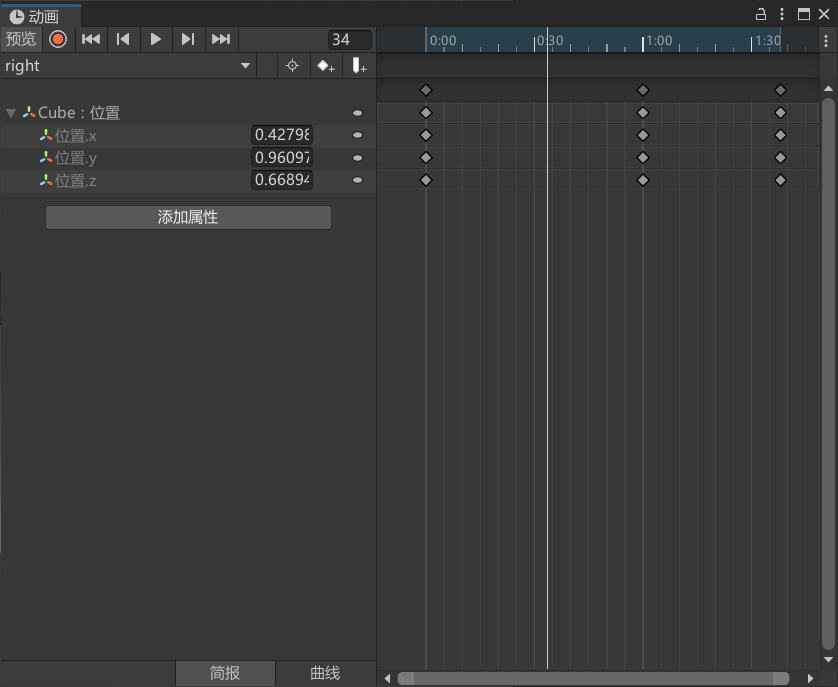 动画
预览
34
0:00
0:30
1:00
1:30
right
Cube : 位置
位置.x
0.42798
位置.y
0.96097
位置.z
0.66894
添加属性
简报
曲线